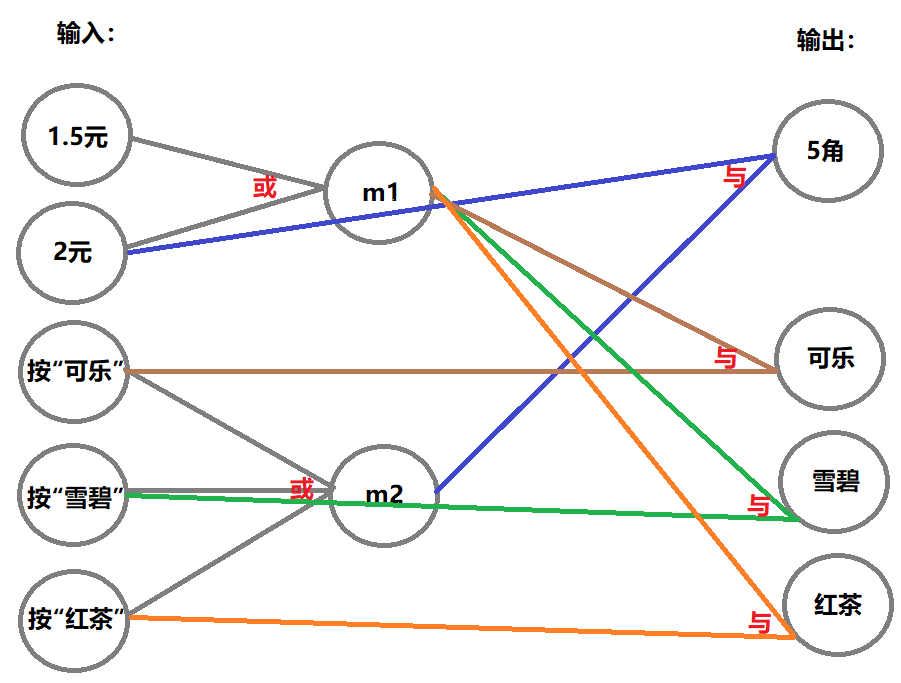 输入：
输出：
1.5元
5角
或
m1
与
2元
按“可乐”
与
可乐
按“雪碧”
或
m2
与
雪碧
按“红茶”
与
红茶